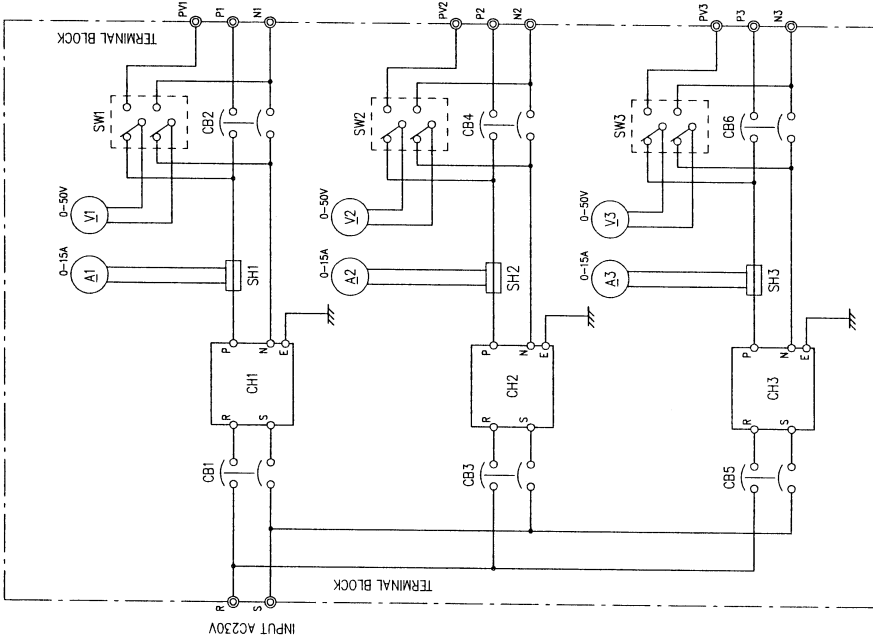 TERMINAL BLOCK
PV1
P1
N1
SW1
CB2
0-50V
V1
0-15A
A1
SH1
P
N
E
CH1
R
S
CB1
PV2
P2
N2
SW2
CB4
0-50V
V2
0-15A
A2
SH2
P
N
E
CH2
R
S
CB3
PV3
P3
N3
SW3
CB6
0-50V
V3
0-15A
A3
SH3
P
N
E
CH3
R
S
CB5
TERMINAL BLOCK
R
S
INPUT AC230V